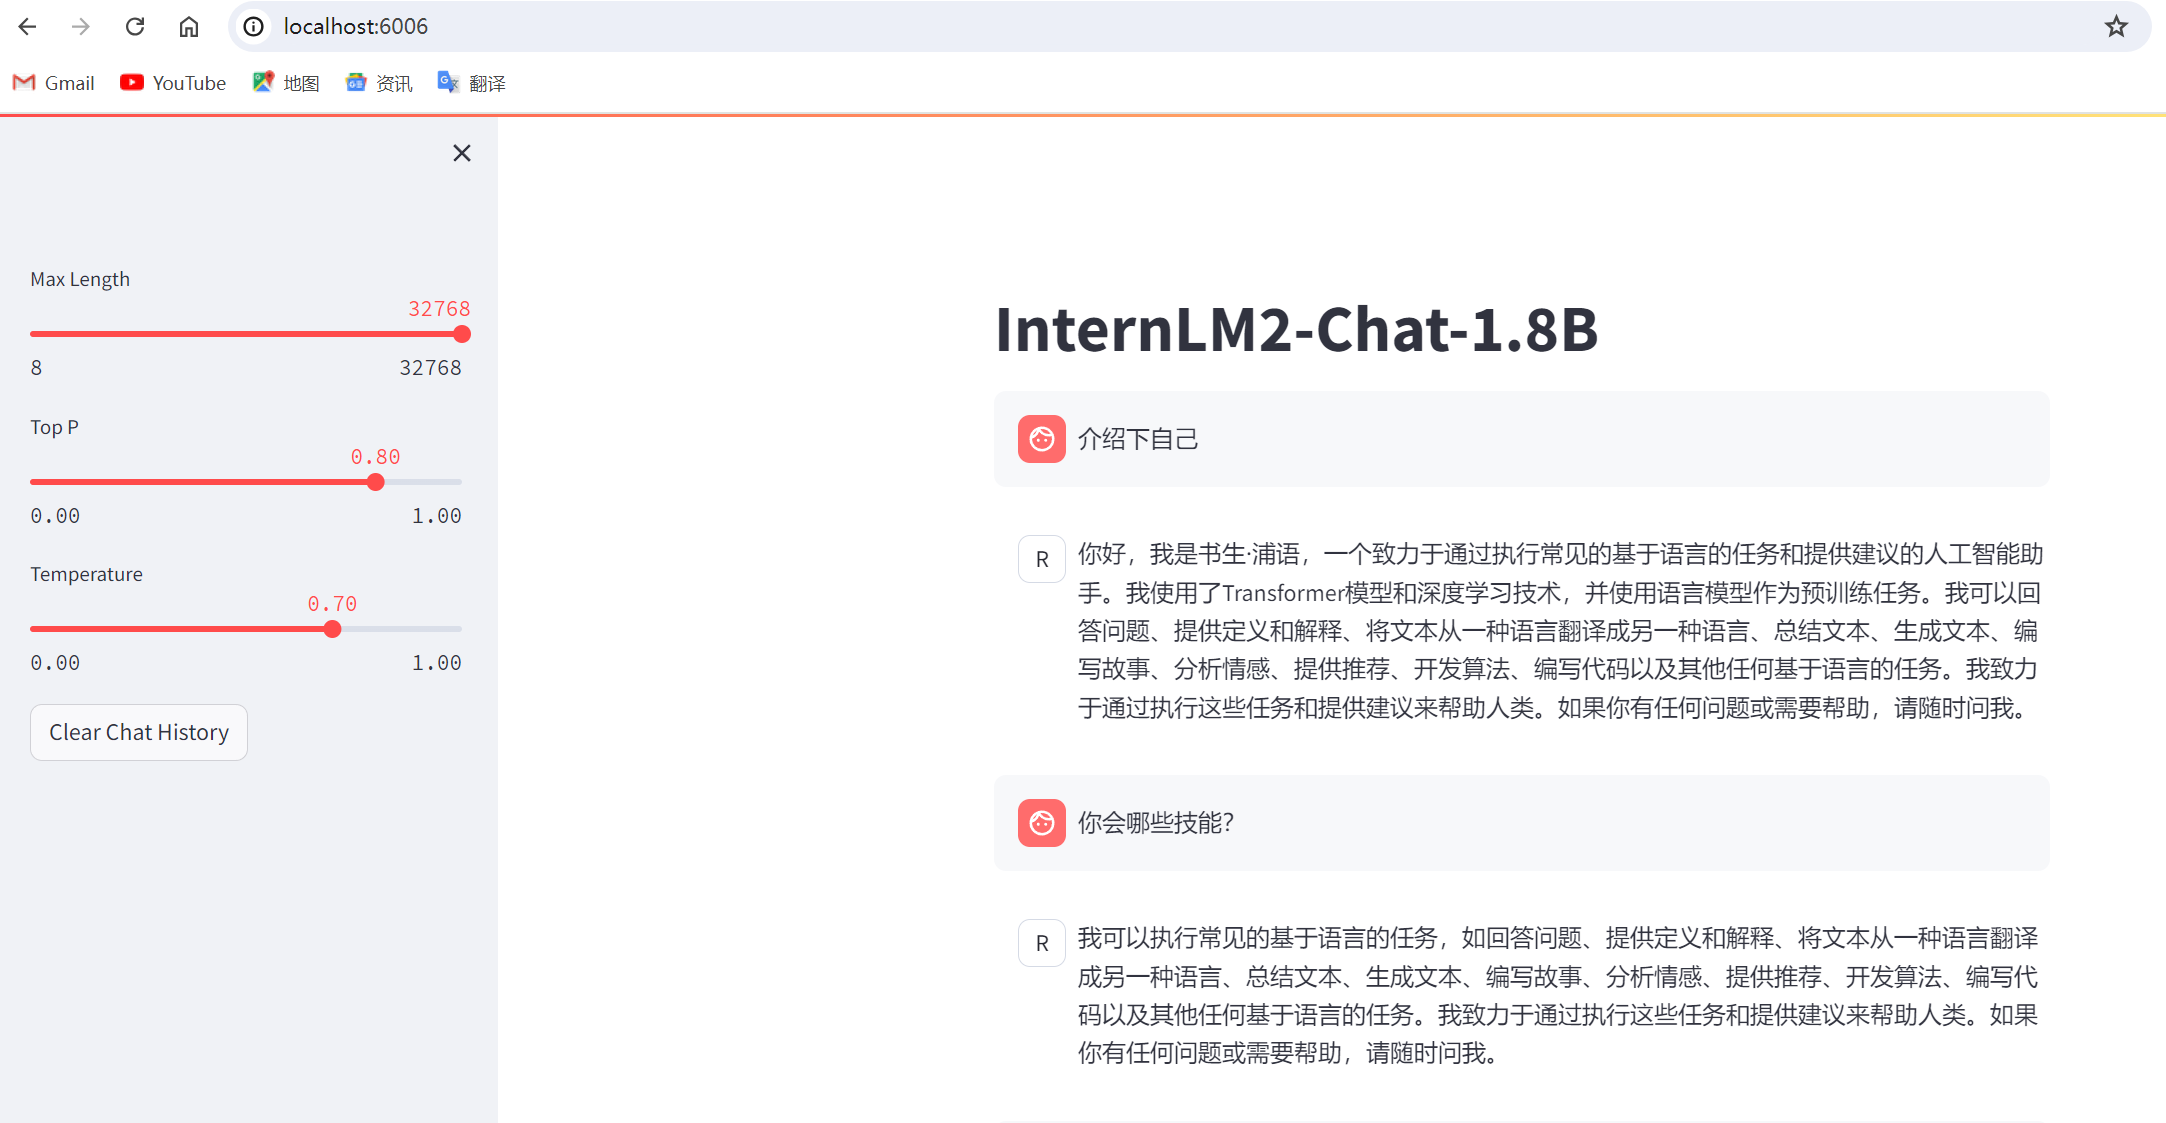 localhost:6006
Gmail YouTube 地图 资讯 翻译
Max Length
32768
8 32768
Top P
0.80
0.00 1.00
Temperature
0.70
0.00 1.00
Clear Chat History
InternLM2-Chat-1.8B
介绍下自己
R
你好，我是书生·浦语，一个致力于通过执行常见的基于语言的任务和提供建议的人工智能助
手。我使用了Transformer模型和深度学习技术，并使用语言模型作为预训练任务。我可以回
答问题、提供定义和解释、将文本从一种语言翻译成另一种语言、总结文本、生成文本、编
写故事、分析情感、提供推荐、开发算法、编写代码以及其他任何基于语言的任务。我致力
于通过执行这些任务和提供建议来帮助人类。如果你有任何问题或需要帮助，请随时问我。
你会哪些技能？
R
我可以执行常见的基于语言的任务，如回答问题、提供定义和解释、将文本从一种语言翻译
成另一种语言、总结文本、生成文本、编写故事、分析情感、提供推荐、开发算法、编写代
码以及其他任何基于语言的任务。我致力于通过执行这些任务和提供建议来帮助人类。如果
你有任何问题或需要帮助，请随时问我。